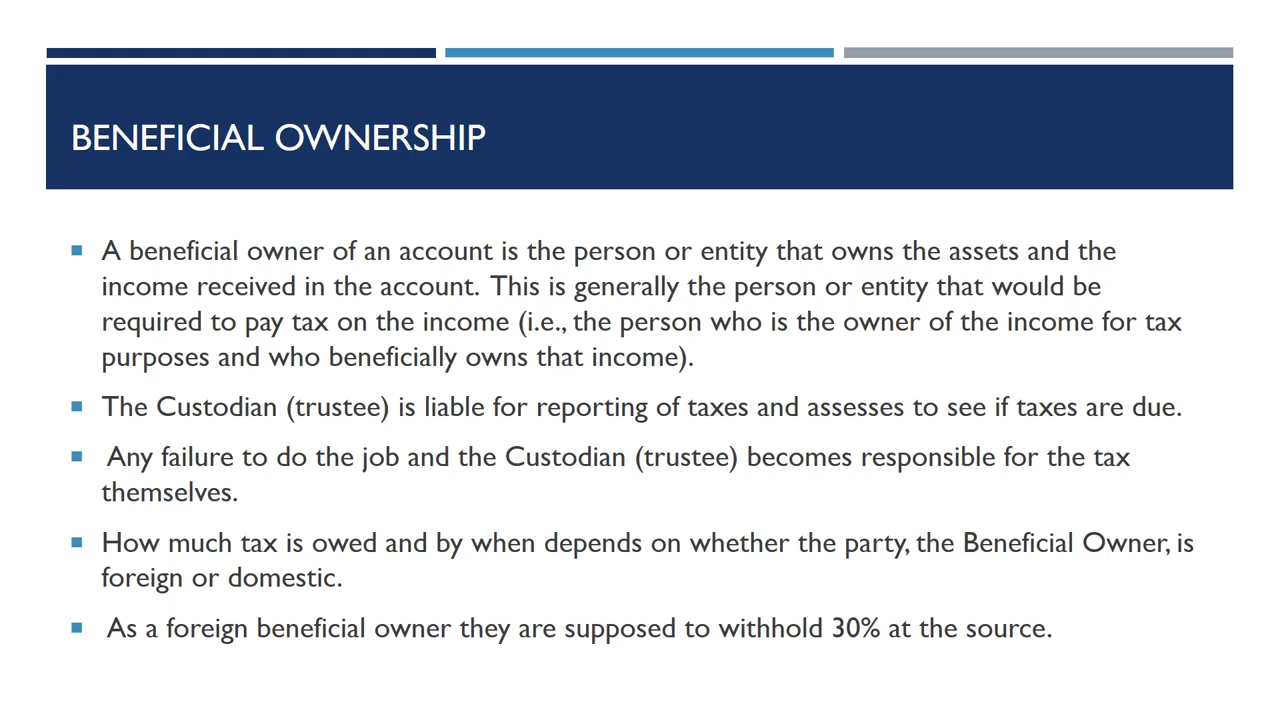 BENEFICIAL OWNERSHIP
A beneficial owner of an account is the person or entity that owns the assets and the
income received in the account. This is generally the person or entity that would be
required to pay tax on the income (i.e., the person who is the owner of the income for tax
purposes and who beneficially owns that income).
The Custodian (trustee) is liable for reporting of taxes and assesses to see if taxes are due.
Any failure to do the job and the Custodian (trustee) becomes responsible for the tax
themselves.
How much tax is owed and by when depends on whether the party, the Beneficial Owner, is
foreign or domestic.
As a foreign beneficial owner they are supposed to withhold 30% at the source.